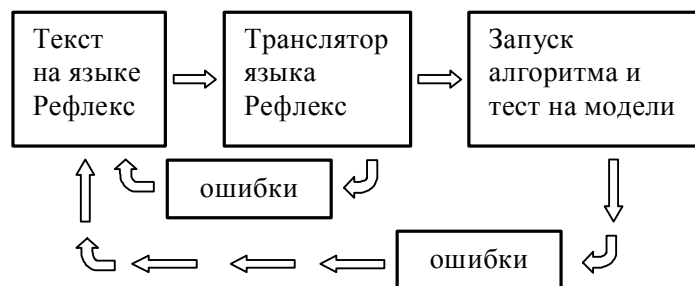 Текст
на языке
Рефлекс
Транслятор
языка
Рефлекс
Запуск
алгоритма и
тест на модели
ошибки
ошибки